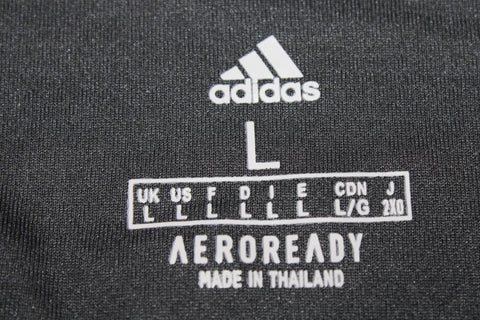 adidas
L
UK US F D I E CDN J
L L L L L L L/G 2XO
AEROREADY
MADE IN THAILAND